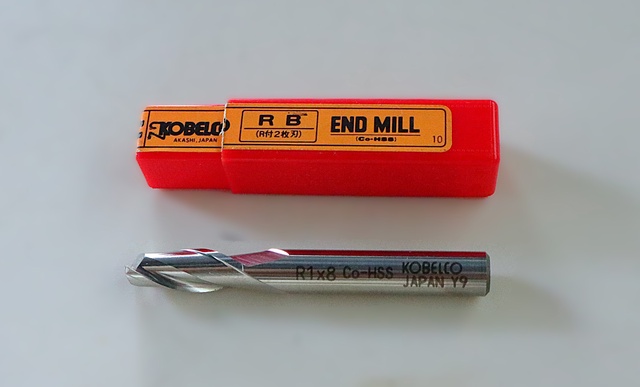 KOBELCO
AKASHI, JAPAN
R B
(R付2枚刃)
END MILL
(Co-HSS)
10
R1x8 Co-HSS KOBELCO
JAPAN Y9